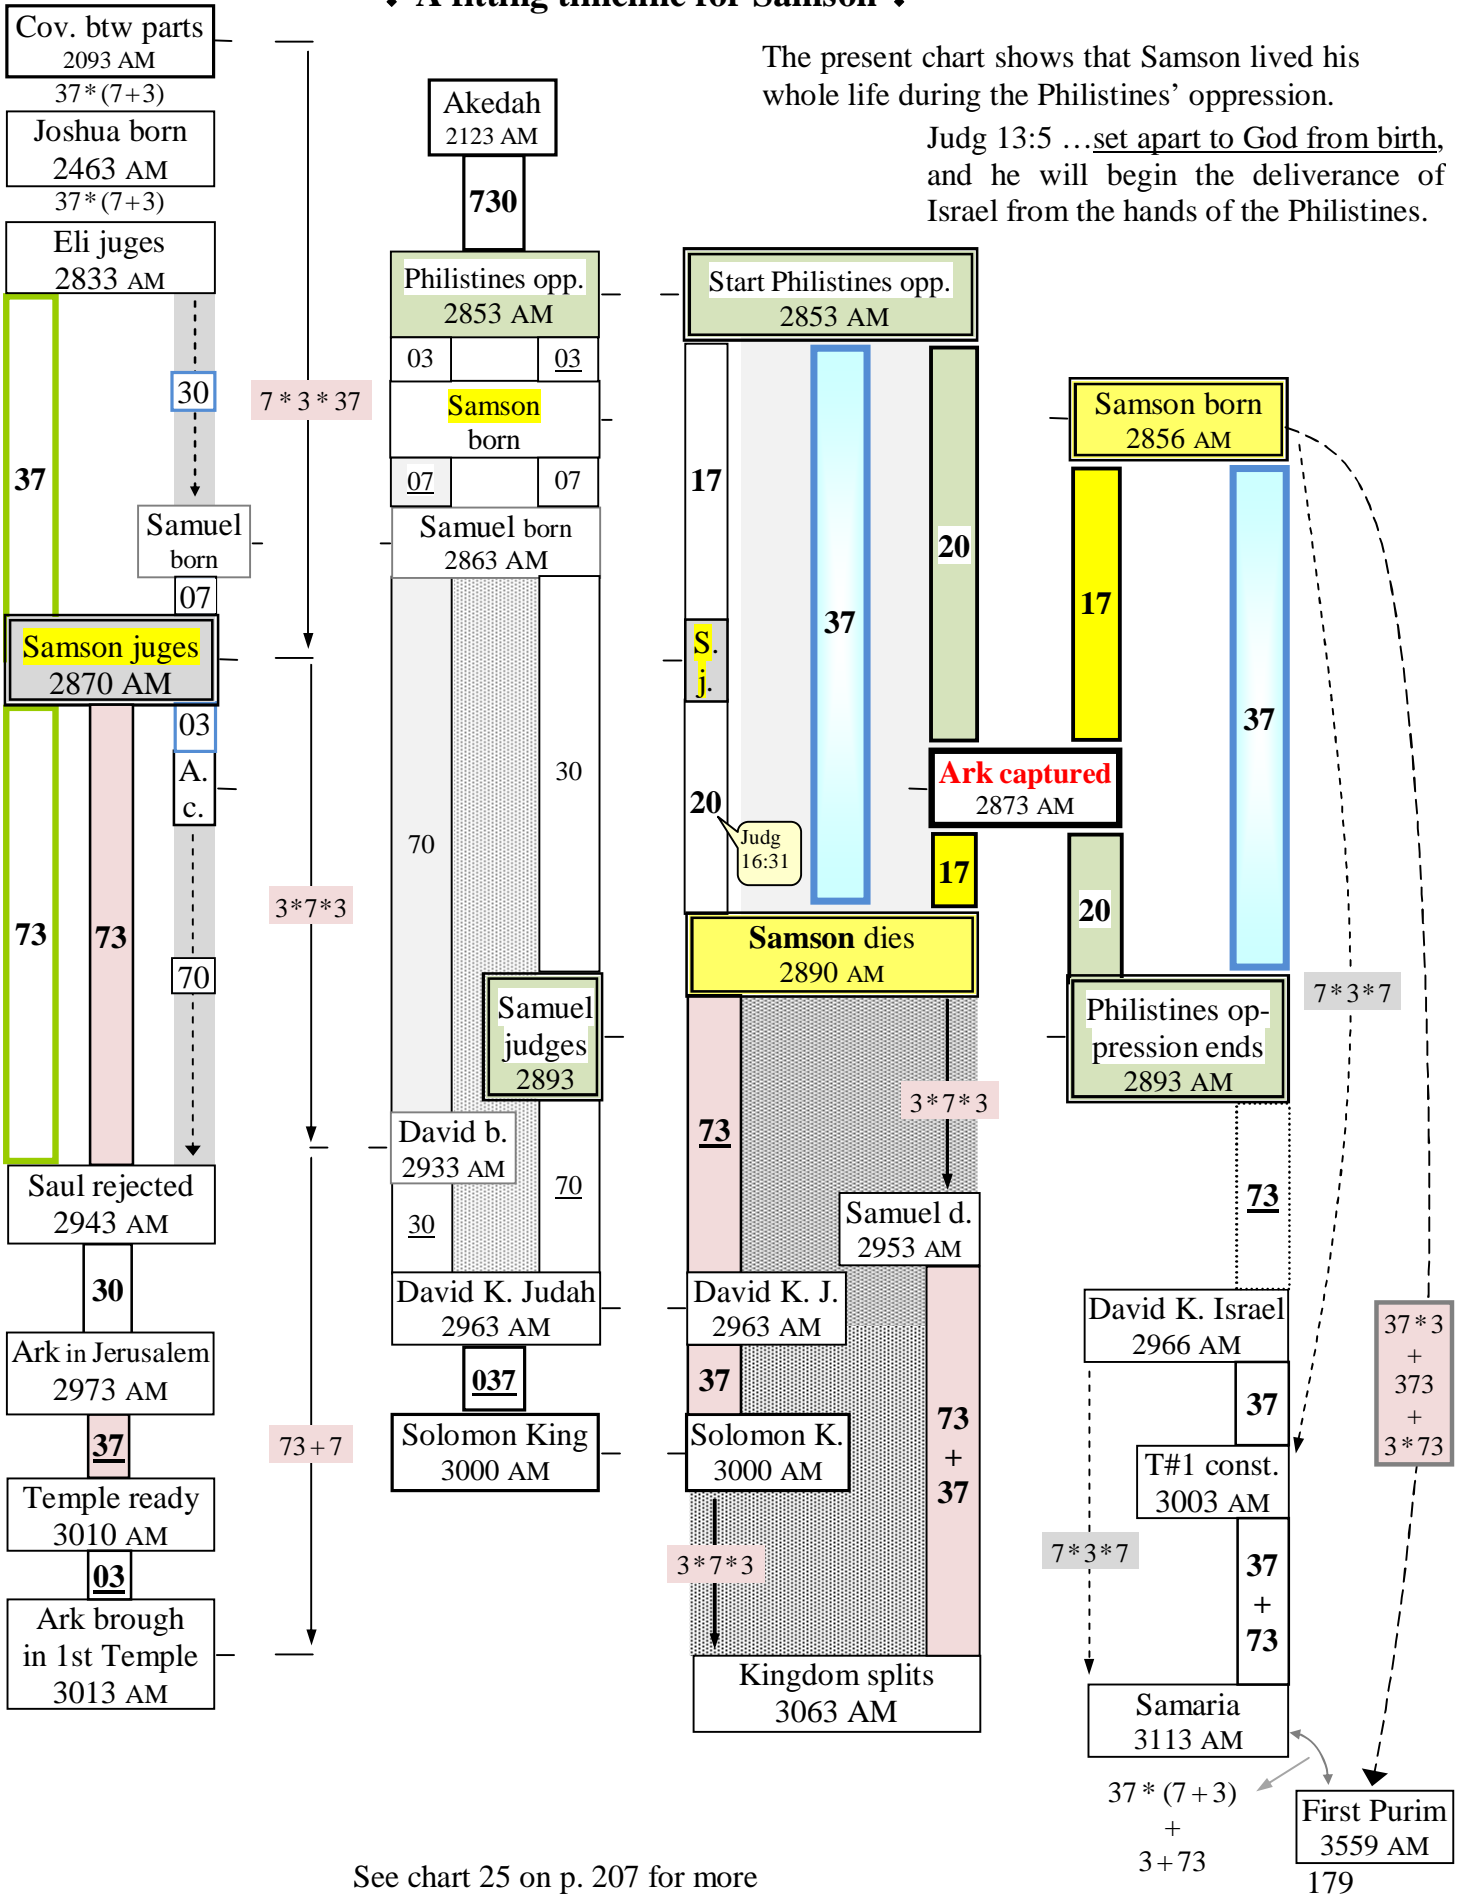 ❖ A fitting timeline for Samson ❖
The present chart shows that Samson lived his
whole life during the Philistines’ oppression.
Judg 13:5 …set apart to God from birth,
and he will begin the deliverance of
Israel from the hands of the Philistines.
Cov. btw parts
2093 AM
37*(7+3)
Joshua born
2463 AM
37*(7+3)
Eli juges
2833 AM
37
30
Samuel
born
07
Samson juges
2870 AM
03
A.
c.
73
73
70
Saul rejected
2943 AM
30
Ark in Jerusalem
2973 AM
37
Temple ready
3010 AM
03
Ark brough
in 1st Temple
3013 AM
7*3*37
3*7*3
73+7
Akedah
2123 AM
730
Philistines opp.
2853 AM
03
03
Samson
born
07
07
Samuel born
2863 AM
70
30
Samuel
judges
2893
David b.
2933 AM
30
70
David K. Judah
2963 AM
037
Solomon King
3000 AM
Start Philistines opp.
2853 AM
17
37
20
S.
j.
20
Judg
16:31
Ark captured
2873 AM
17
Samson dies
2890 AM
73
3*7*3
Samuel d.
2953 AM
David K. J.
2963 AM
37
Solomon K.
3000 AM
73
+
37
3*7*3
Kingdom splits
3063 AM
Samson born
2856 AM
17
37
20
Philistines op-
pression ends
2893 AM
7*3*7
73
David K. Israel
2966 AM
37
T#1 const.
3003 AM
7*3*7
37
+
73
Samaria
3113 AM
37*3
+
373
+
3*73
37*(7+3)
+
3+73
First Purim
3559 AM
See chart 25 on p. 207 for more
179